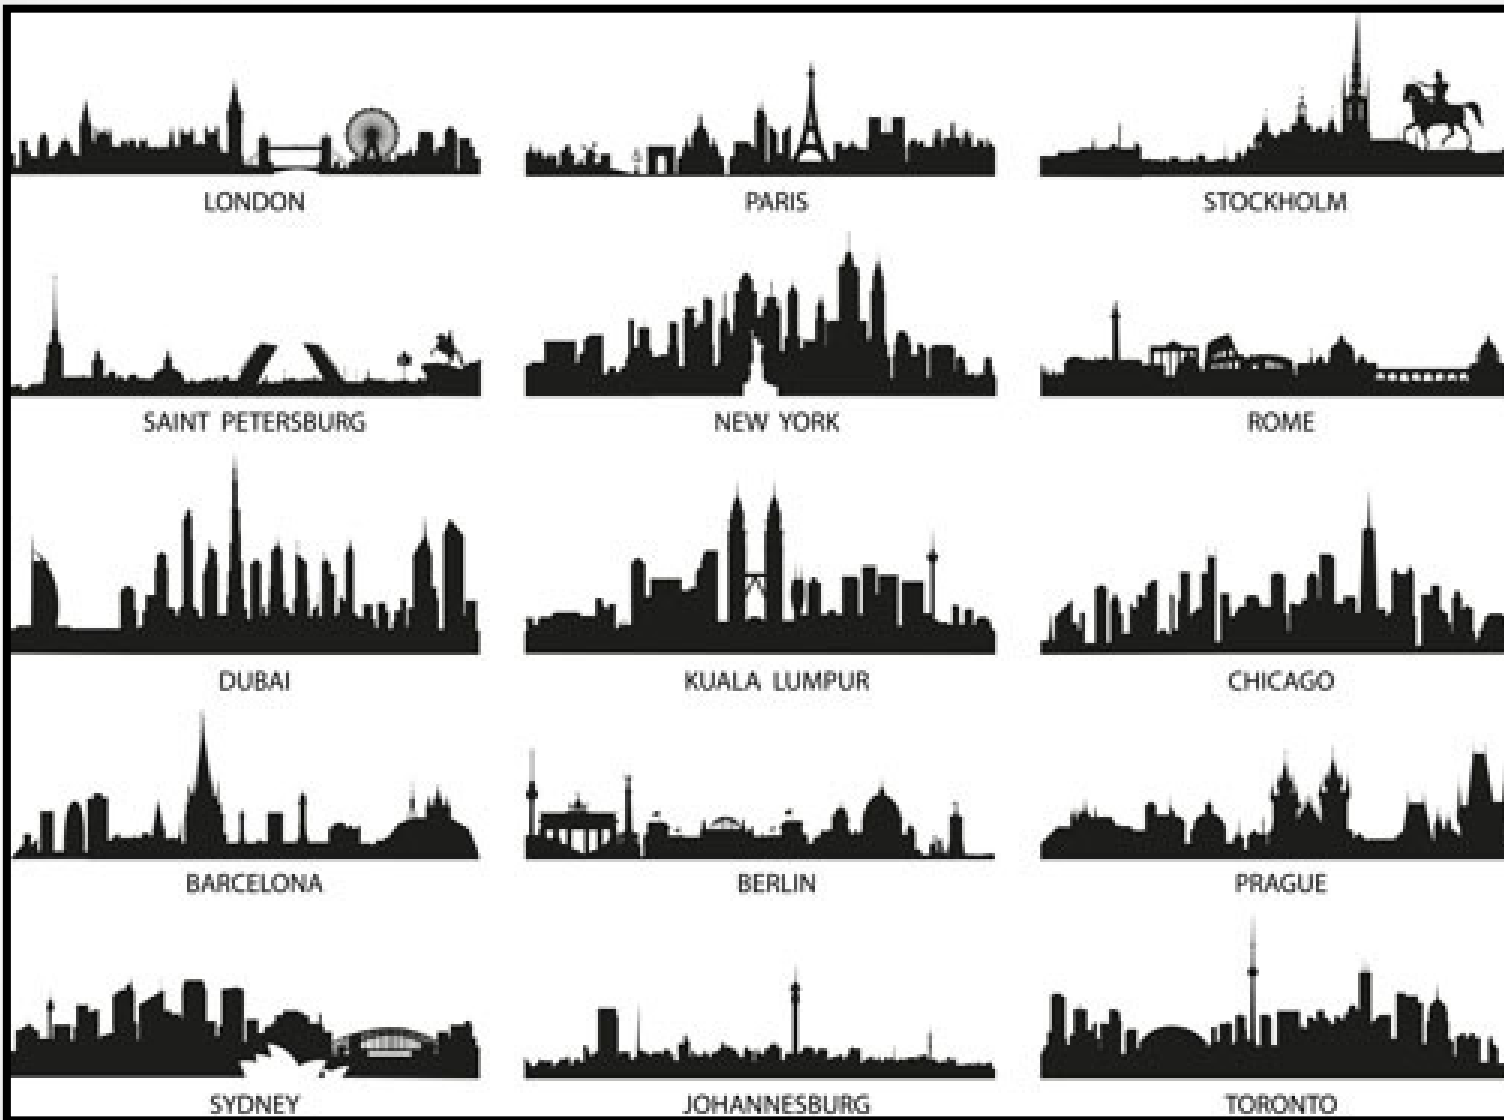 LONDON
PARIS
STOCKHOLM
SAINT PETERSBURG
NEW YORK
ROME
DUBAI
KUALA LUMPUR
CHICAGO
BARCELONA
BERLIN
PRAGUE
SYDNEY
JOHANNESBURG
TORONTO